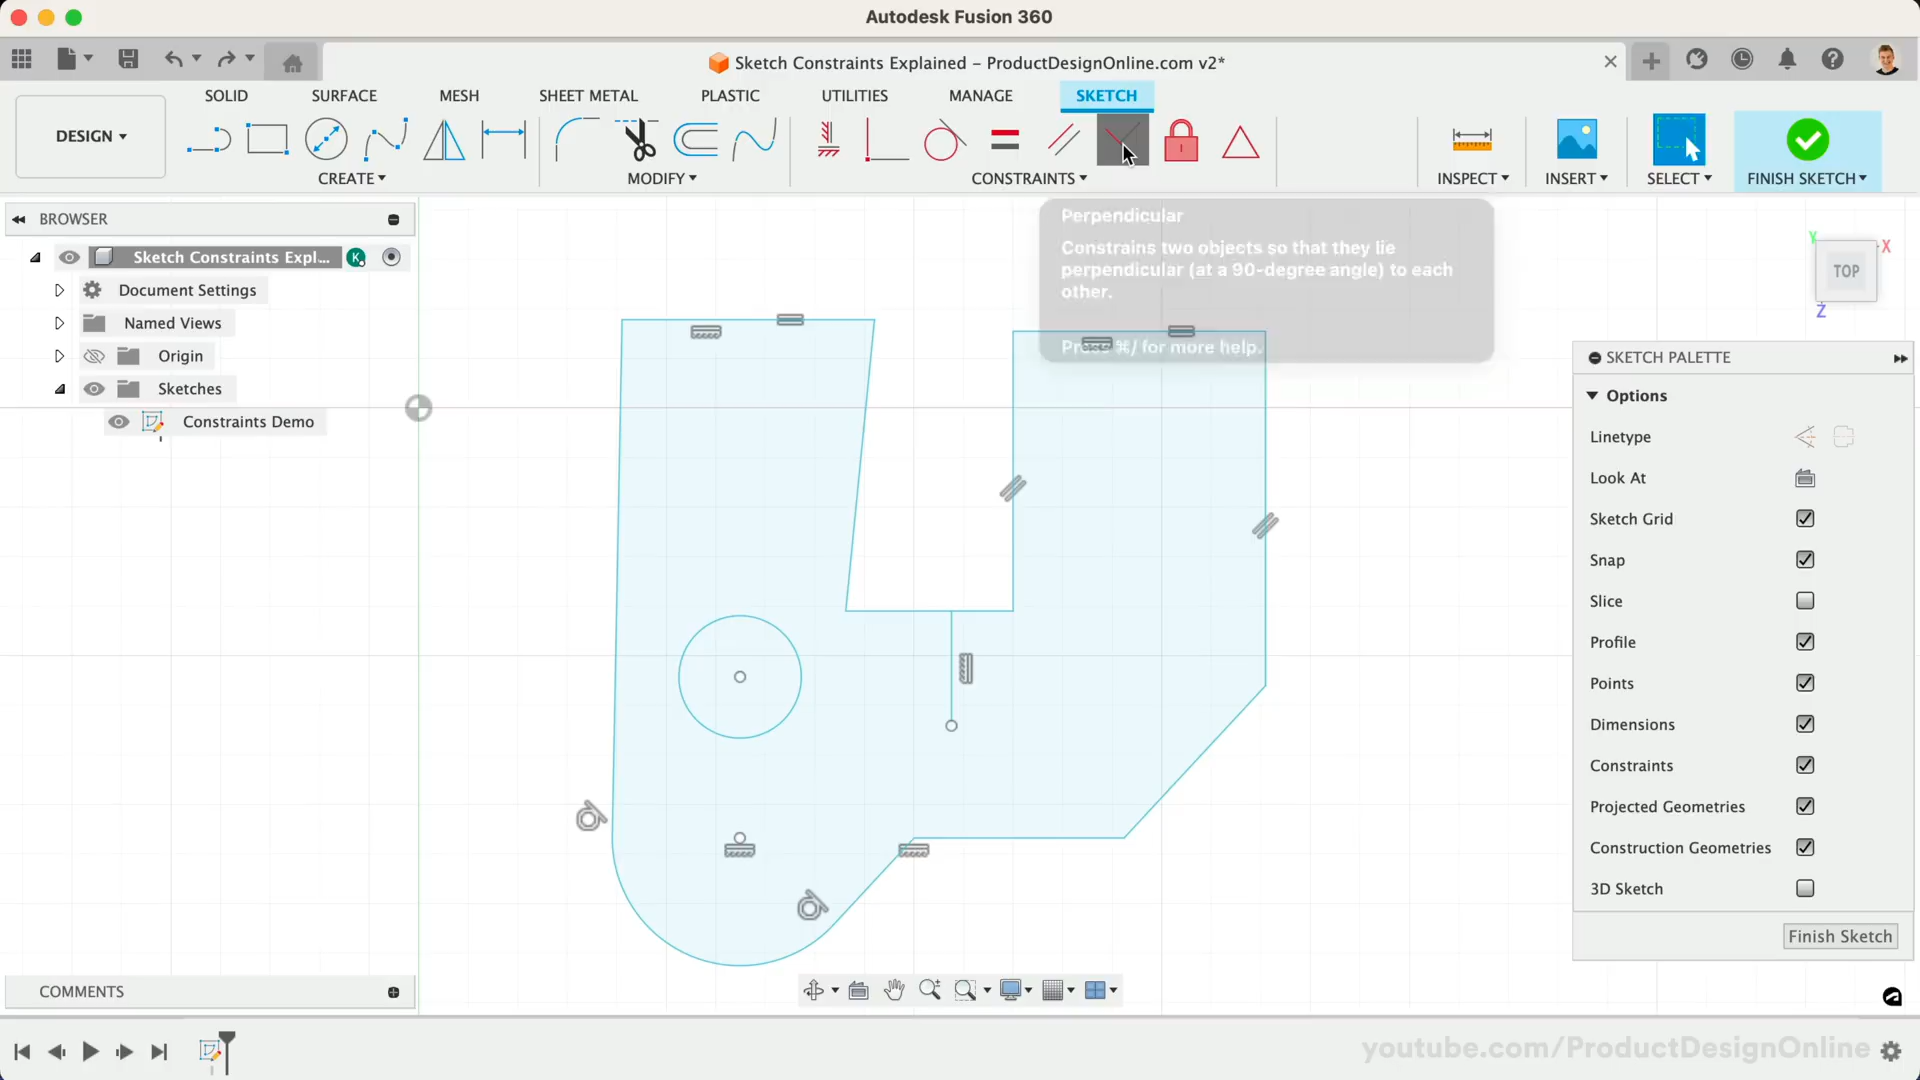 Autodesk Fusion 360
Sketch Constraints Explained – ProductDesignOnline.com v2*
SOLID SURFACE MESH SHEET METAL PLASTIC UTILITIES MANAGE SKETCH
DESIGN
CREATE MODIFY CONSTRAINTS INSPECT INSERT SELECT FINISH SKETCH
BROWSER
Sketch Constraints Expl... K
Document Settings
Named Views
Origin
Sketches
Constraints Demo
Perpendicular
Constrains two objects so that they lie
perpendicular (at a 90-degree angle) to each
other.
Press ⌘/ for more help.
Y
X
TOP
Z
SKETCH PALETTE
Options
Linetype
Look At
Sketch Grid
Snap
Slice
Profile
Points
Dimensions
Constraints
Projected Geometries
Construction Geometries
3D Sketch
Finish Sketch
COMMENTS
youtube.com/ProductDesignOnline